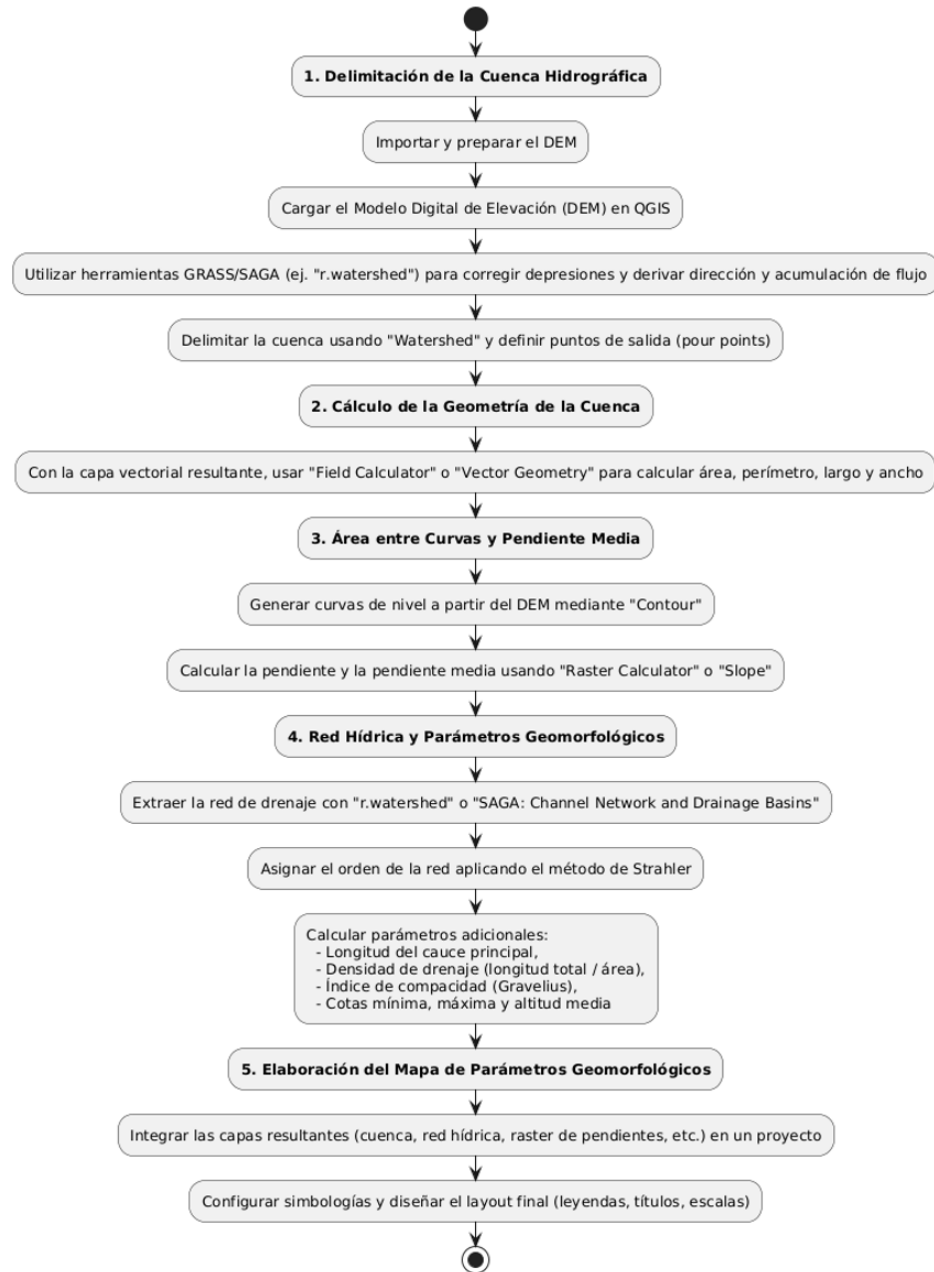 1. Delimitación de la Cuenca Hidrográfica
Importar y preparar el DEM
Cargar el Modelo Digital de Elevación (DEM) en QGIS
Utilizar herramientas GRASS/SAGA (ej. "r.watershed") para corregir depresiones y derivar dirección y acumulación de flujo
Delimitar la cuenca usando "Watershed" y definir puntos de salida (pour points)
2. Cálculo de la Geometría de la Cuenca
Con la capa vectorial resultante, usar "Field Calculator" o "Vector Geometry" para calcular área, perímetro, largo y ancho
3. Área entre Curvas y Pendiente Media
Generar curvas de nivel a partir del DEM mediante "Contour"
Calcular la pendiente y la pendiente media usando "Raster Calculator" o "Slope"
4. Red Hídrica y Parámetros Geomorfológicos
Extraer la red de drenaje con "r.watershed" o "SAGA: Channel Network and Drainage Basins"
Asignar el orden de la red aplicando el método de Strahler
Calcular parámetros adicionales:
- Longitud del cauce principal,
- Densidad de drenaje (longitud total / área),
- Índice de compacidad (Gravelius),
- Cotas mínima, máxima y altitud media
5. Elaboración del Mapa de Parámetros Geomorfológicos
Integrar las capas resultantes (cuenca, red hídrica, raster de pendientes, etc.) en un proyecto
Configurar simbologías y diseñar el layout final (leyendas, títulos, escalas)